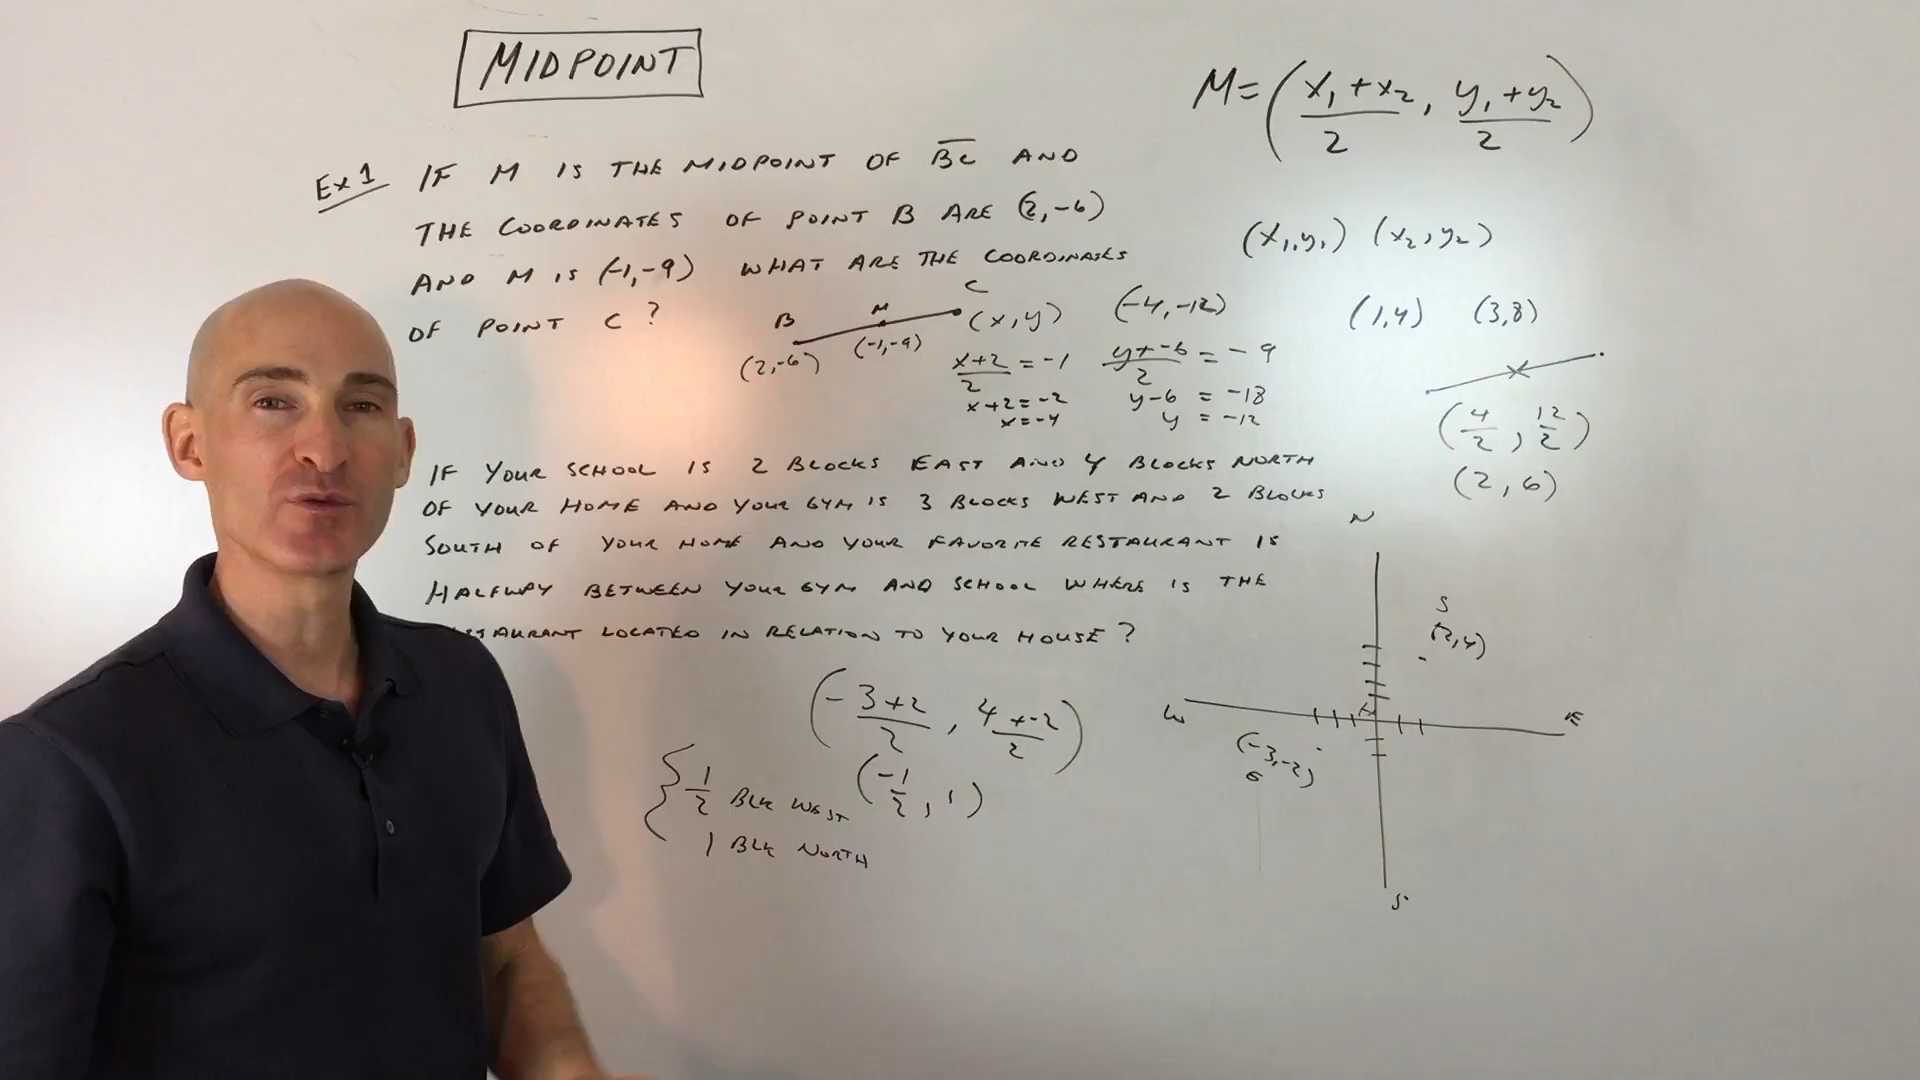 MIDPOINT
M = (x₁ + x₂ / 2, y₁ + y₂ / 2)
Ex 1 IF M IS THE MIDPOINT OF B̅C̅ AND
THE COORDINATES OF POINT B ARE (2,-6)
AND M IS (-1,-9) WHAT ARE THE COORDINATES
OF POINT C?
B M C
(2,-6) (-1,-9) (x,y) (-4,-12)
x+2 / 2 = -1
x+2 = -2
x = -4
y+-6 / 2 = -9
y-6 = -18
y = -12
(x₁,y₁) (x₂,y₂)
(1,4) (3,8)
(4/2, 12/2)
(2,6)
IF YOUR SCHOOL IS 2 BLOCKS EAST AND 4 BLOCKS NORTH
OF YOUR HOME AND YOUR GYM IS 3 BLOCKS WEST AND 2 BLOCKS
SOUTH OF YOUR HOME AND YOUR FAVORITE RESTAURANT IS
HALFWAY BETWEEN YOUR GYM AND SCHOOL WHERE IS THE
LOCATED IN RELATION TO YOUR HOUSE?
(-3+2 / 2, 4+-2 / 2)
(-1/2, 1)
{ 1/2 BLK WEST
1 BLK NORTH
N
S
(2,4)
W H E
(-3,-2)
G
S